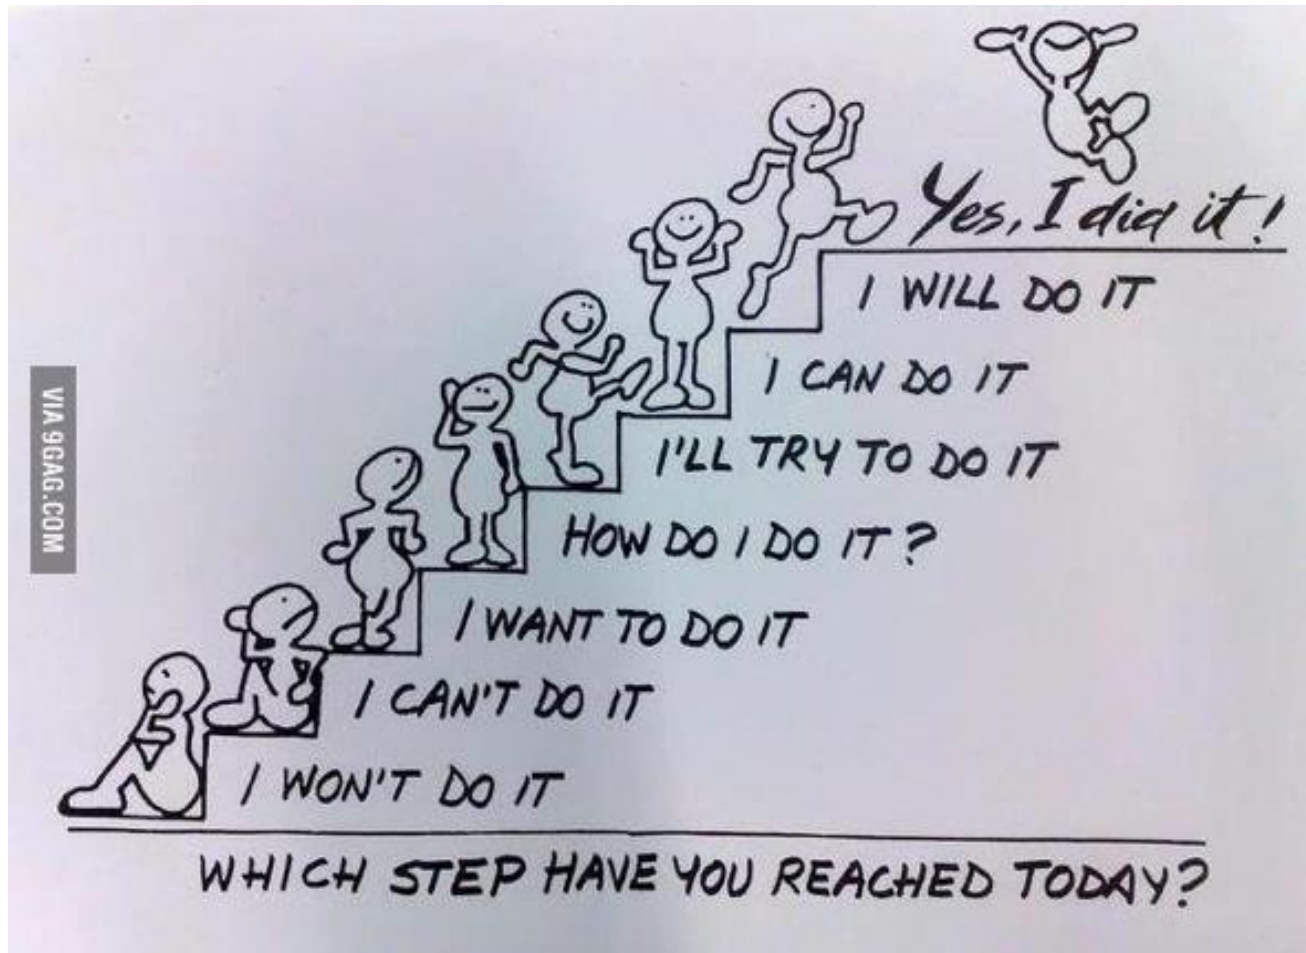 Yes, I did it!
I WILL DO IT
I CAN DO IT
I'LL TRY TO DO IT
HOW DO I DO IT?
I WANT TO DO IT
I CAN'T DO IT
I WON'T DO IT
WHICH STEP HAVE YOU REACHED TODAY?
VIA 9GAG.COM